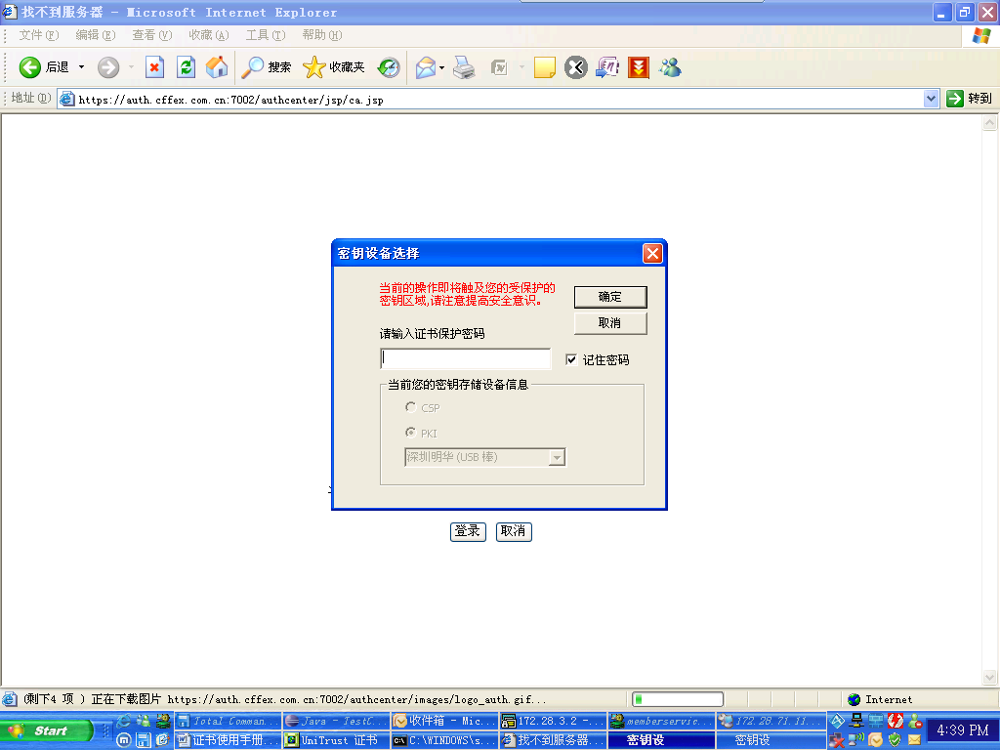 找不到服务器 - Microsoft Internet Explorer
文件(F) 编辑(E) 查看(V) 收藏(A) 工具(T) 帮助(H)
后退 搜索 收藏夹
地址(D) https://auth.cffex.com.cn:7002/authcenter/jsp/ca.jsp 转到
密钥设备选择
当前的操作即将触及您的受保护的
密钥区域,请注意提高安全意识。
确定
取消
请输入证书保护密码
记住密码
当前您的密钥存储设备信息
CSP
PKI
深圳明华 (USB 棒)
登录 取消
(剩下4 项 ) 正在下载图片 https://auth.cffex.com.cn:7002/authcenter/images/logo_auth.gif... Internet
Start Total Comman... Java - TestC... 收件箱 - Mic... 172.28.3.2 -... memberservic... 172.28.71.11... 4:39 PM
证书使用手册... UniTrust 证书 C:\WINDOWS\s... 找不到服务器... 密钥设 密钥设